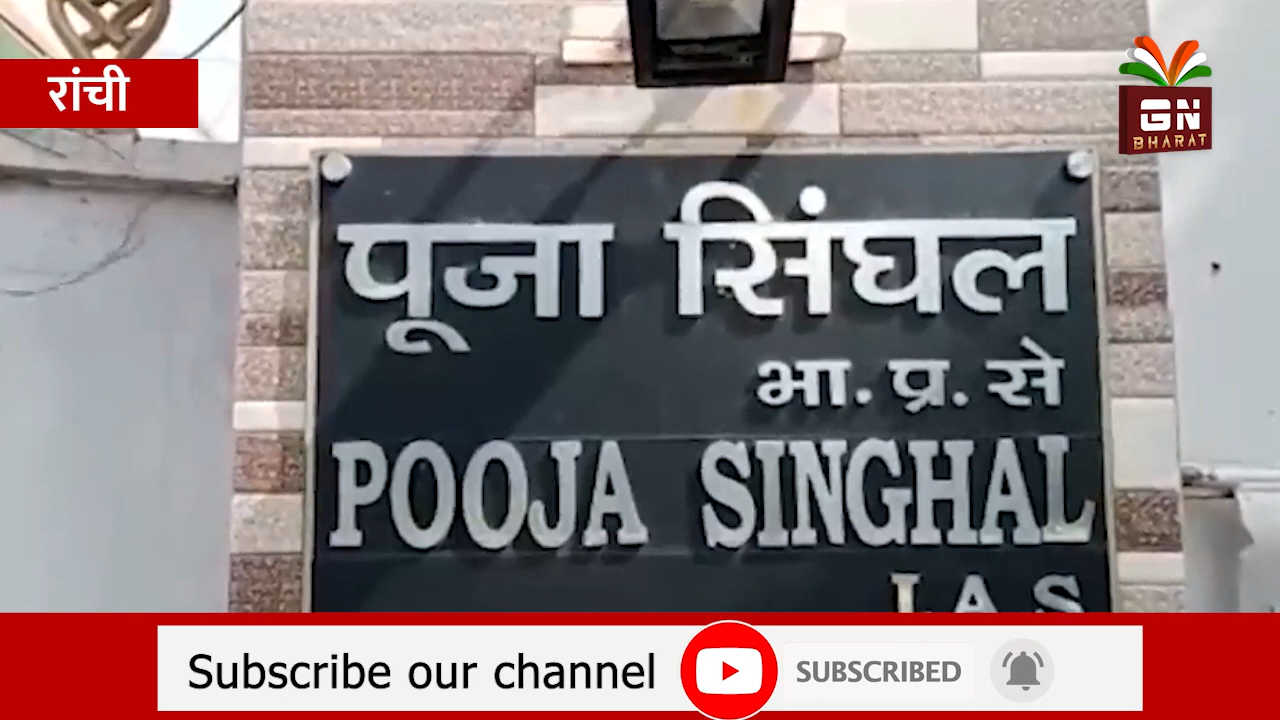 रांची
GN
BHARAT
पूजा सिंघल
भा. प्र. से
POOJA SINGHAL
I.A.S
Subscribe our channel
SUBSCRIBED